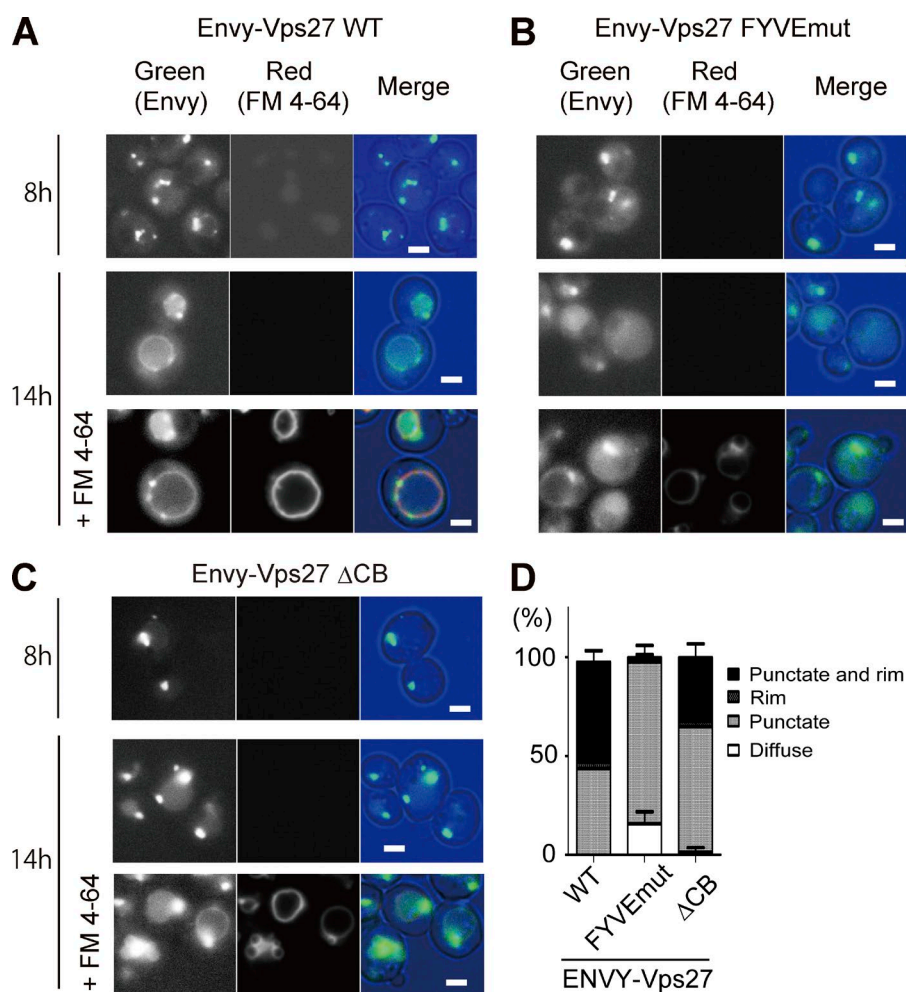 A
Envy-Vps27 WT
Green
(Envy)
Red
(FM 4-64)
Merge
8h
14h
+ FM 4-64
B
Envy-Vps27 FYVEmut
Green
(Envy)
Red
(FM 4-64)
Merge
C
Envy-Vps27 ΔCB
8h
14h
+ FM 4-64
D
(%)
100
50
0
Punctate and rim
Rim
Punctate
Diffuse
WT
FYVEmut
ΔCB
ENVY-Vps27